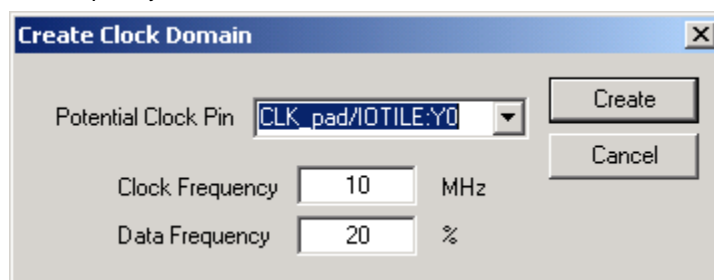 Create Clock Domain
Potential Clock Pin CLK_pad/IOTILE:Y0 Create
Cancel
Clock Frequency 10 MHz
Data Frequency 20 %